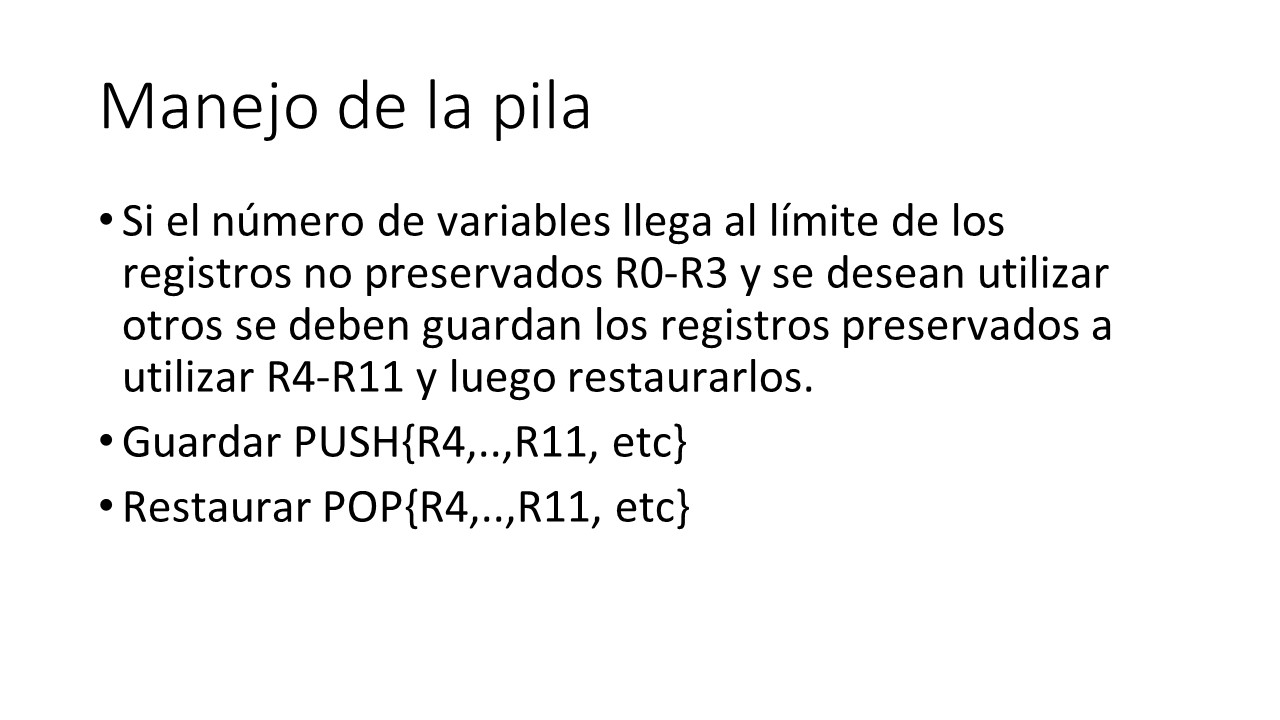 Manejo de la pila
• Si el número de variables llega al límite de los
registros no preservados R0-R3 y se desean utilizar
otros se deben guardan los registros preservados a
utilizar R4-R11 y luego restaurarlos.
• Guardar PUSH{R4,..,R11, etc}
• Restaurar POP{R4,..,R11, etc}